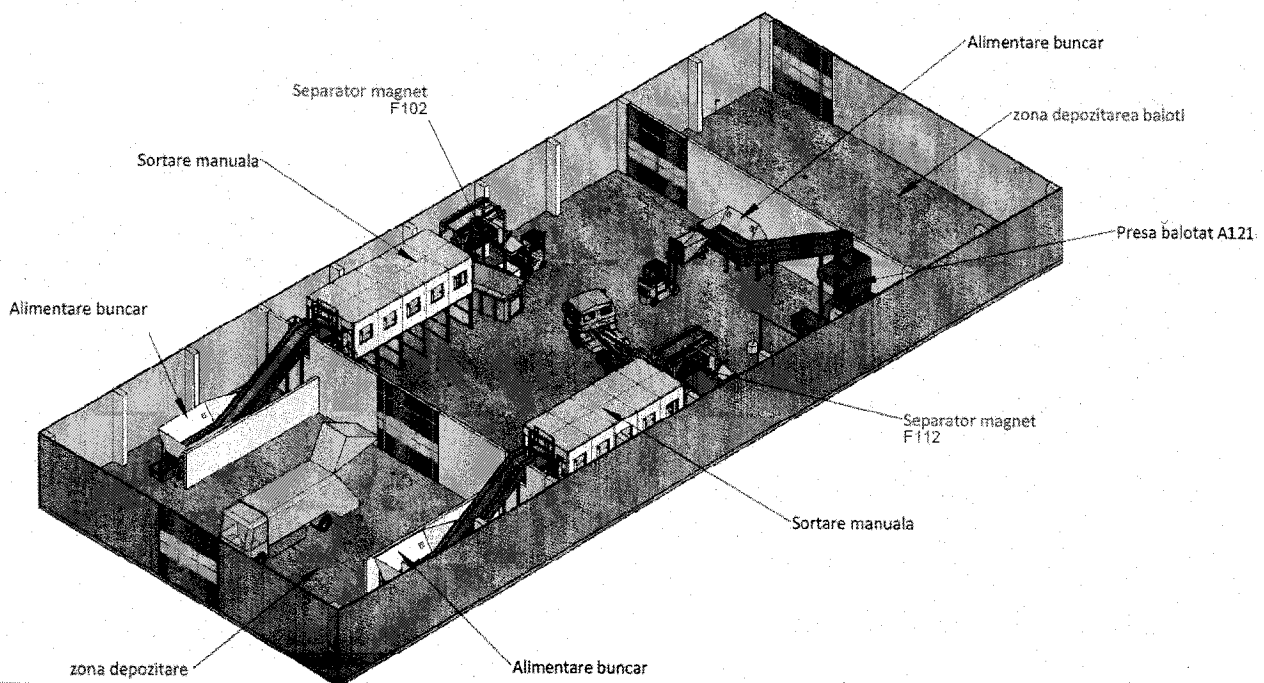 Alimentare buncar
Separator magnet
F102
zona depozitarea baloti
Sortare manuala
Presa balotat A121
Alimentare buncar
Separator magnet
F112
Sortare manuala
zona depozitare
Alimentare buncar